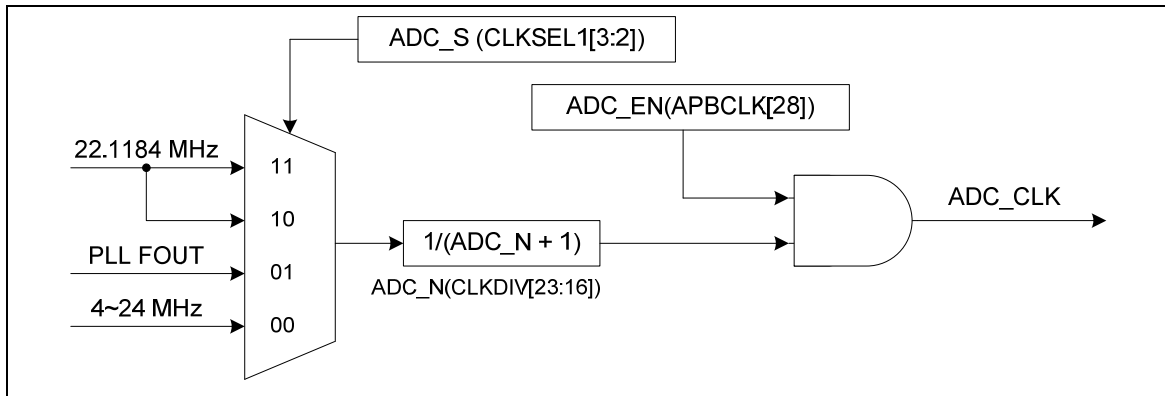 ADC_S (CLKSEL1[3:2])
ADC_EN(APBCLK[28])
22.1184 MHz
11
10
PLL FOUT
01
4~24 MHz
00
1/(ADC_N + 1)
ADC_N(CLKDIV[23:16])
ADC_CLK